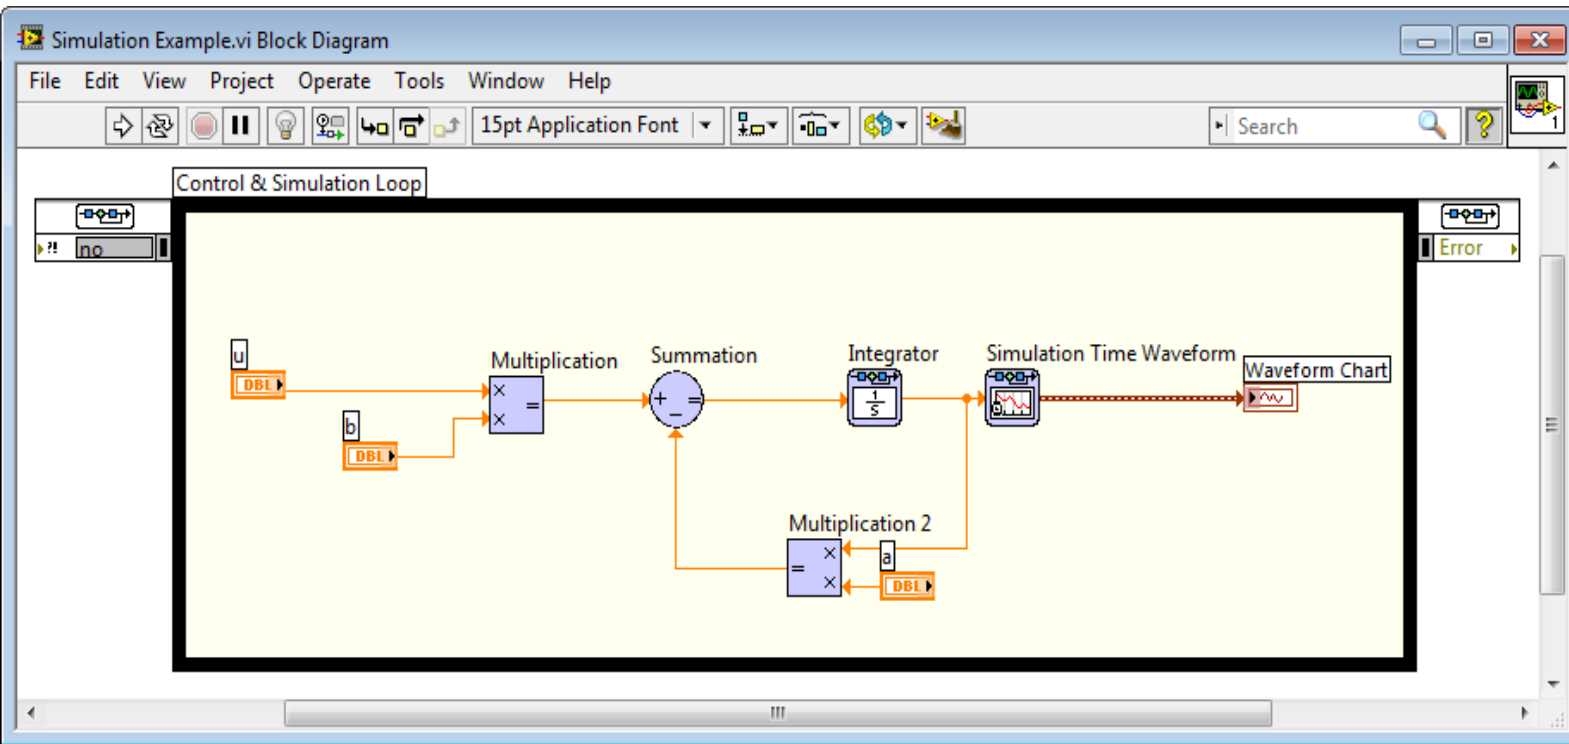 Simulation Example.vi Block Diagram
File Edit View Project Operate Tools Window Help
15pt Application Font
Search
1
Control & Simulation Loop
?! no
Error
u
DBL
b
DBL
Multiplication
×
×
=
Summation
+
−
=
Integrator
1
s
Simulation Time Waveform
Waveform Chart
Multiplication 2
=
×
×
a
DBL